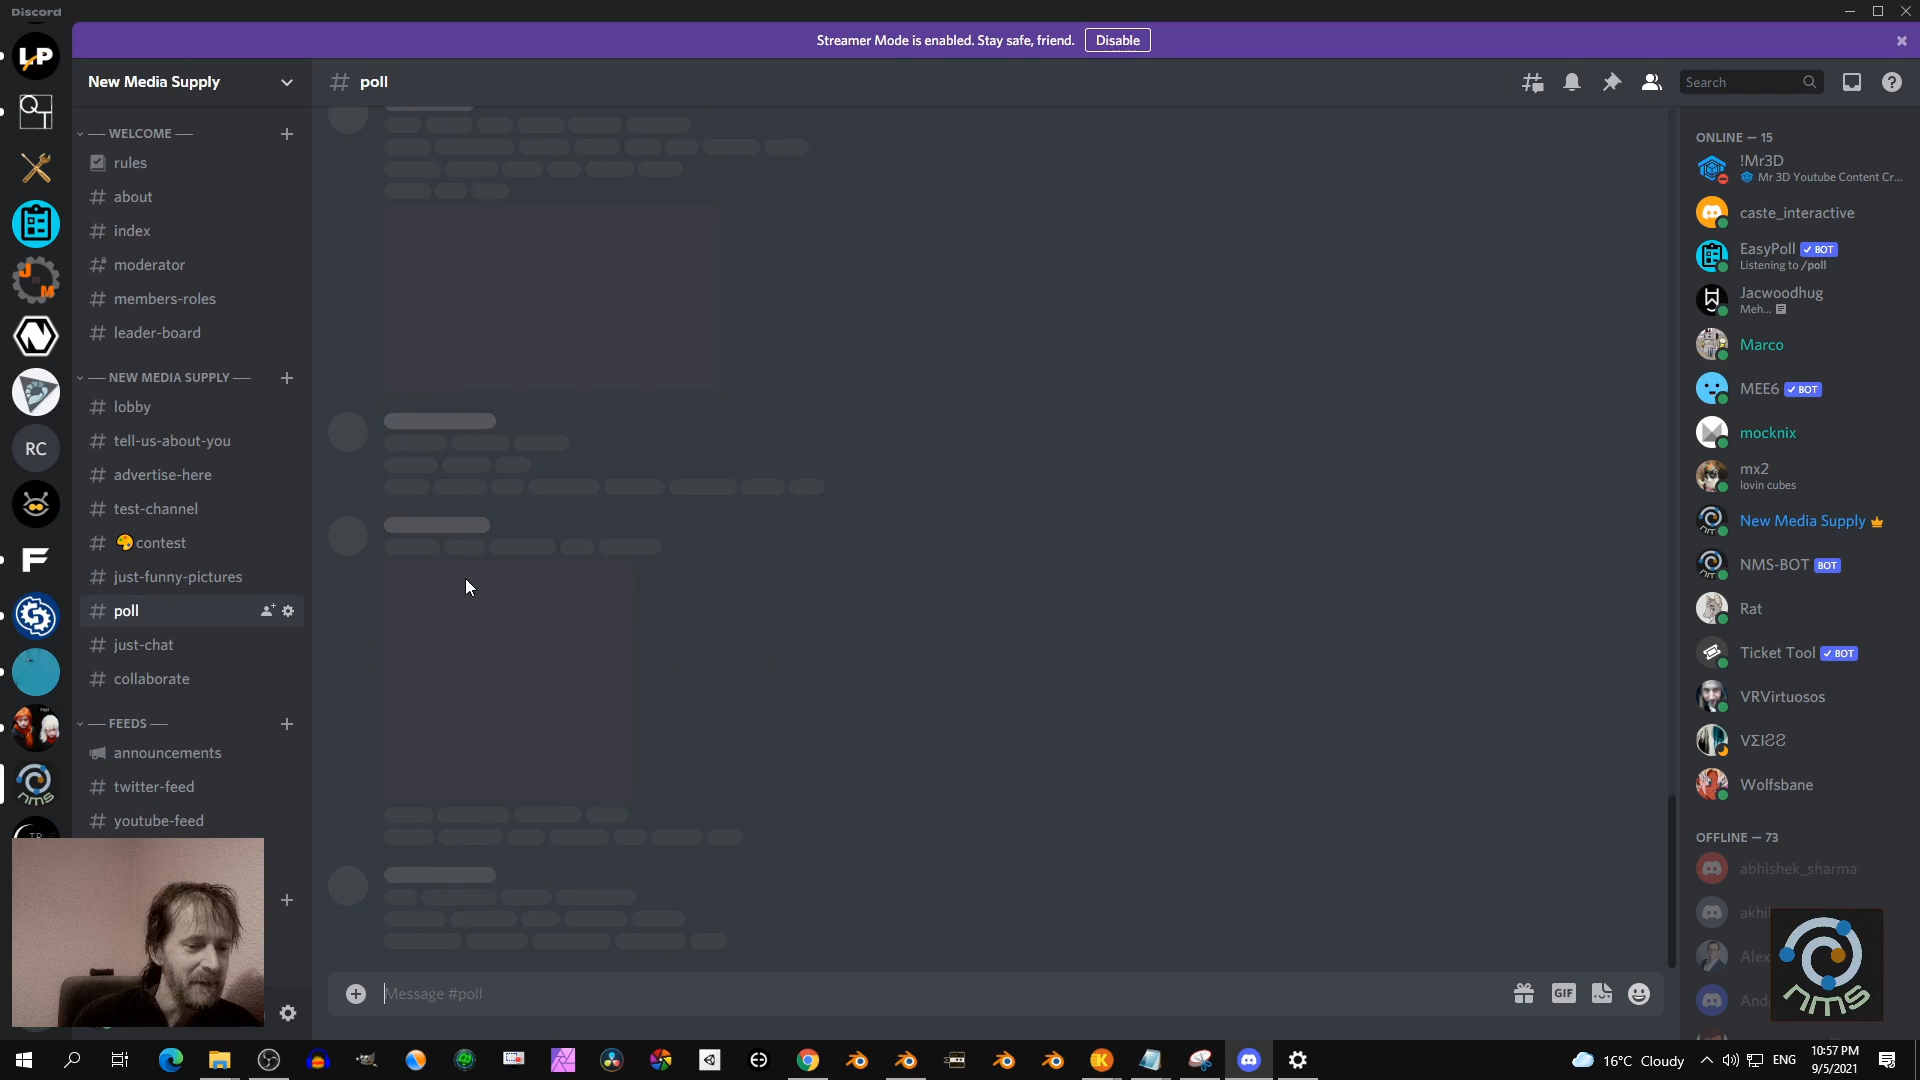 Discord
Streamer Mode is enabled. Stay safe, friend. Disable
New Media Supply
poll
Search
WELCOME
rules
about
index
moderator
members-roles
leader-board
NEW MEDIA SUPPLY
lobby
tell-us-about-you
advertise-here
test-channel
contest
just-funny-pictures
poll
just-chat
collaborate
FEEDS
announcements
twitter-feed
youtube-feed
RC
Message #poll
GIF
ONLINE — 15
!Mr3D
Mr 3D Youtube Content Cr...
caste_interactive
EasyPoll BOT
Listening to /poll
Jacwoodhug
Meh...
Marco
MEE6 BOT
mocknix
mx2
lovin cubes
New Media Supply
NMS-BOT BOT
Rat
Ticket Tool BOT
VRVirtuosos
VΣIƧƧ
Wolfsbane
OFFLINE — 73
abhishek_sharma
nms
16°C Cloudy
ENG
10:57 PM
9/5/2021